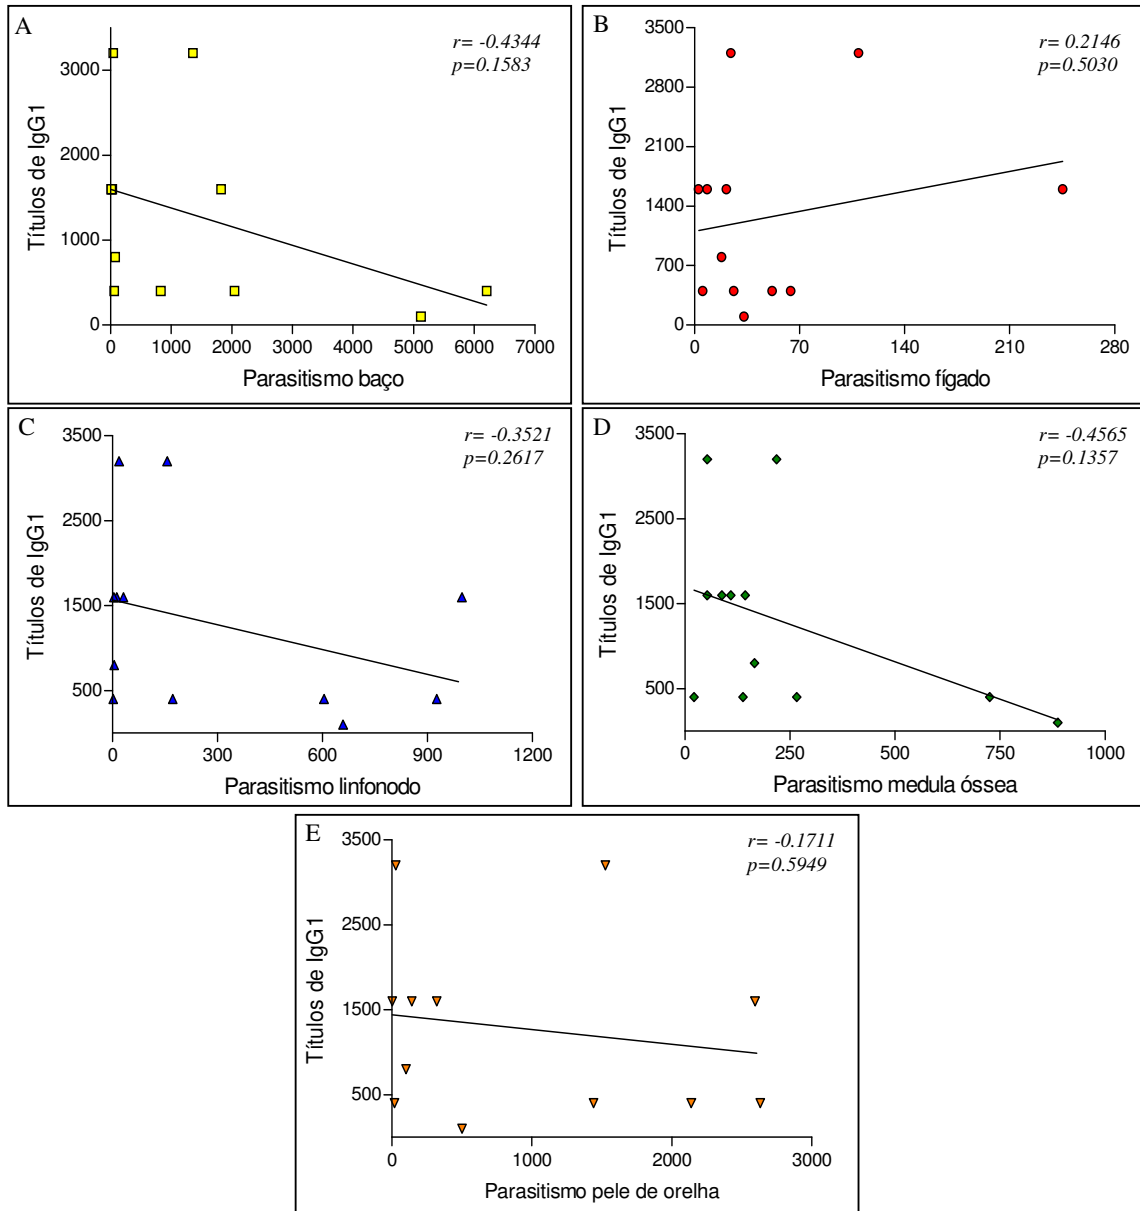 A
r= -0.4344
p=0.1583
Títulos de IgG1
3000
2000
1000
0
0 1000 2000 3000 4000 5000 6000 7000
Parasitismo baço
B
r= 0.2146
p=0.5030
Títulos de IgG1
3500
2800
2100
1400
700
0
0 70 140 210 280
Parasitismo fígado
C
r= -0.3521
p=0.2617
Títulos de IgG1
3500
2500
1500
500
0 300 600 900 1200
Parasitismo linfonodo
D
r= -0.4565
p=0.1357
Títulos de IgG1
3500
2500
1500
500
0 250 500 750 1000
Parasitismo medula óssea
E
r= -0.1711
p=0.5949
Títulos de IgG1
3500
2500
1500
500
0 1000 2000 3000
Parasitismo pele de orelha